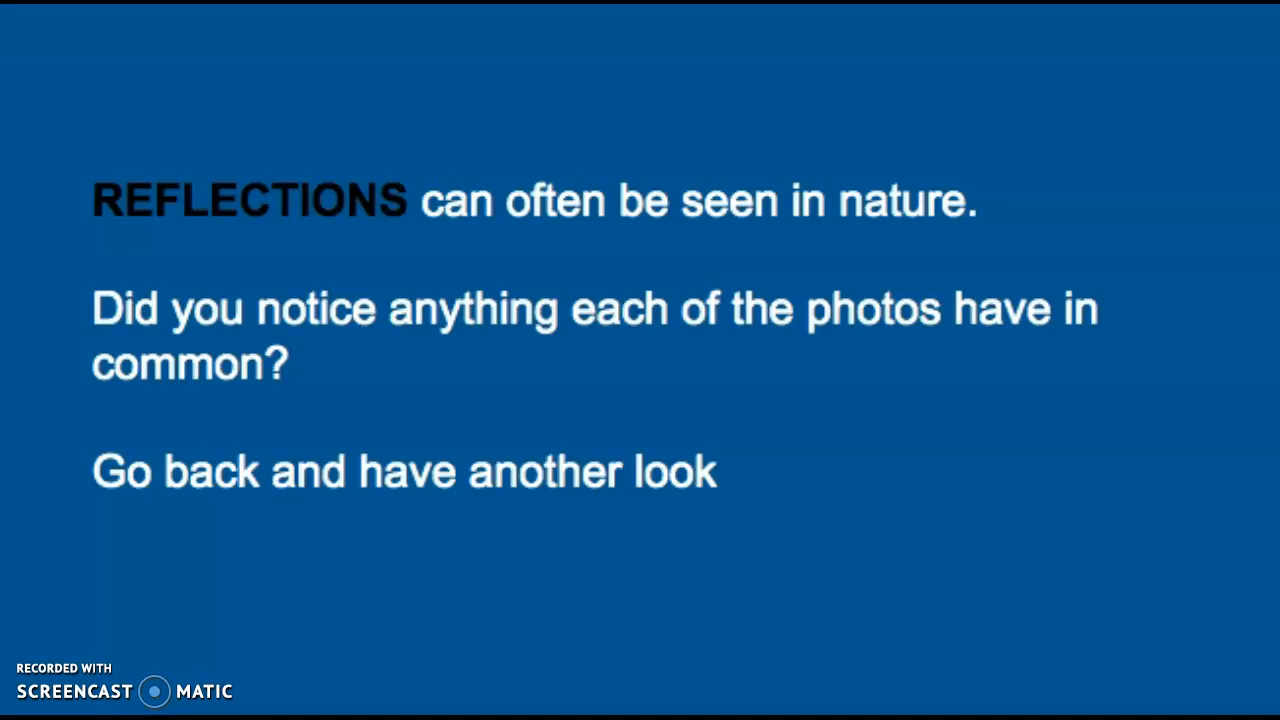 REFLECTIONS can often be seen in nature.
Did you notice anything each of the photos have in
common?
Go back and have another look
RECORDED WITH
SCREENCAST MATIC